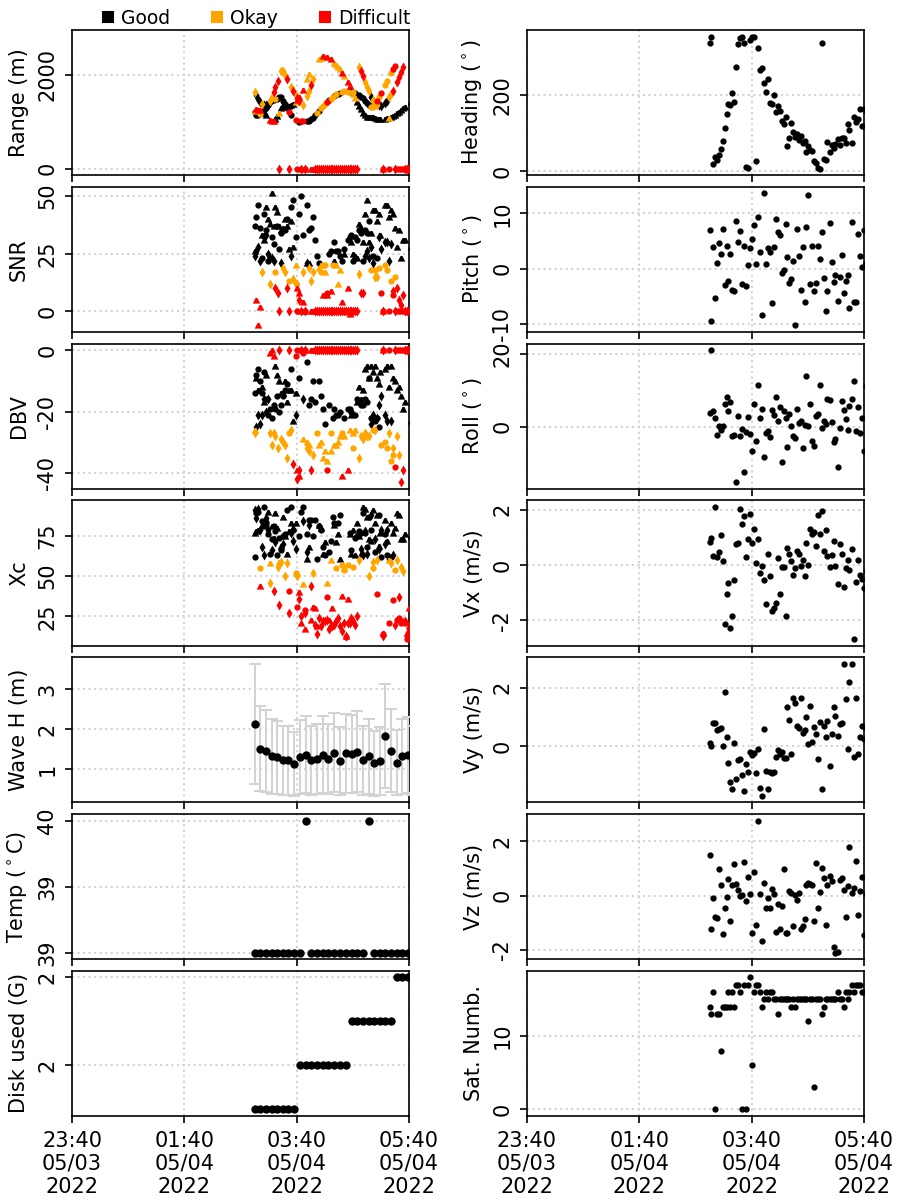 Good Okay Difficult
Range (m)
2000
0
Heading (°)
200
0
SNR
50
25
0
Pitch (°)
10
0
-10
DBV
0
-20
-40
Roll (°)
20
0
Xc
75
50
25
Vx (m/s)
2
0
-2
Wave H (m)
3
2
1
Vy (m/s)
2
0
Temp (°C)
40
39
39
Vz (m/s)
2
0
-2
Disk used (G)
2
2
Sat. Numb.
10
0
23:40 01:40 03:40 05:40
05/03 05/04 05/04 05/04
2022 2022 2022 2022
23:40 01:40 03:40 05:40
05/03 05/04 05/04 05/04
2022 2022 2022 2022